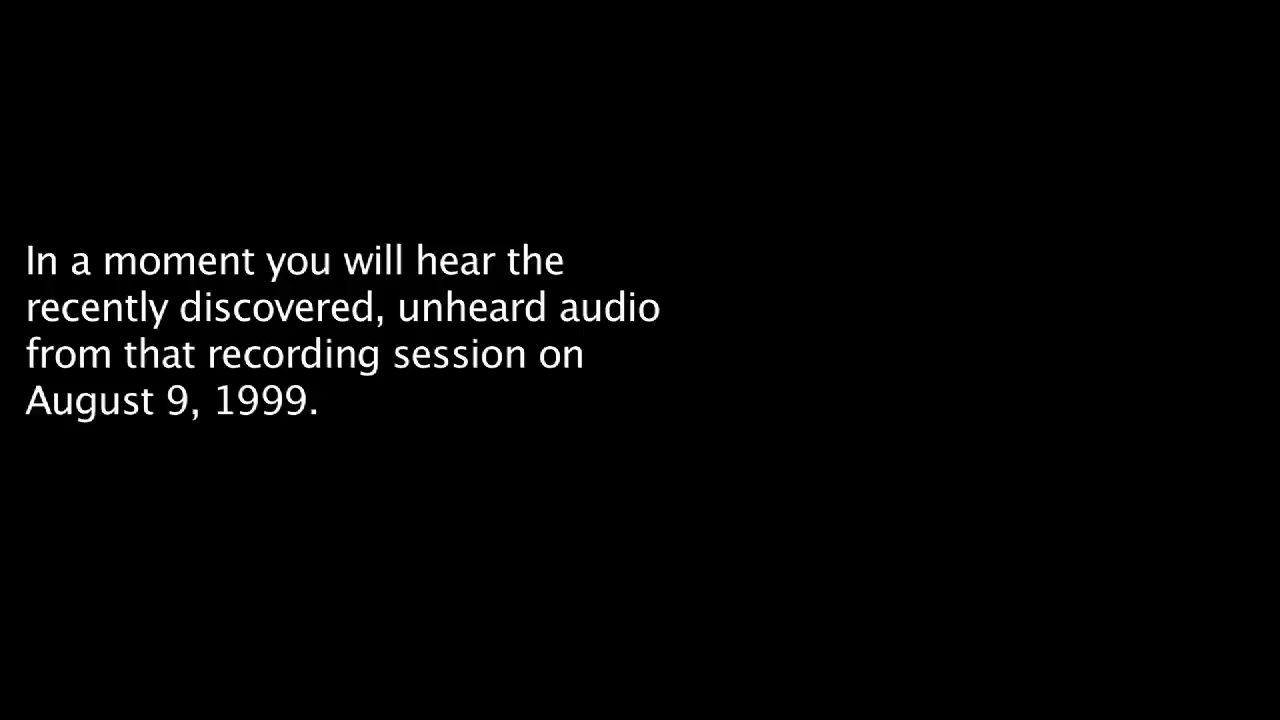 In a moment you will hear the
recently discovered, unheard audio
from that recording session on
August 9, 1999.